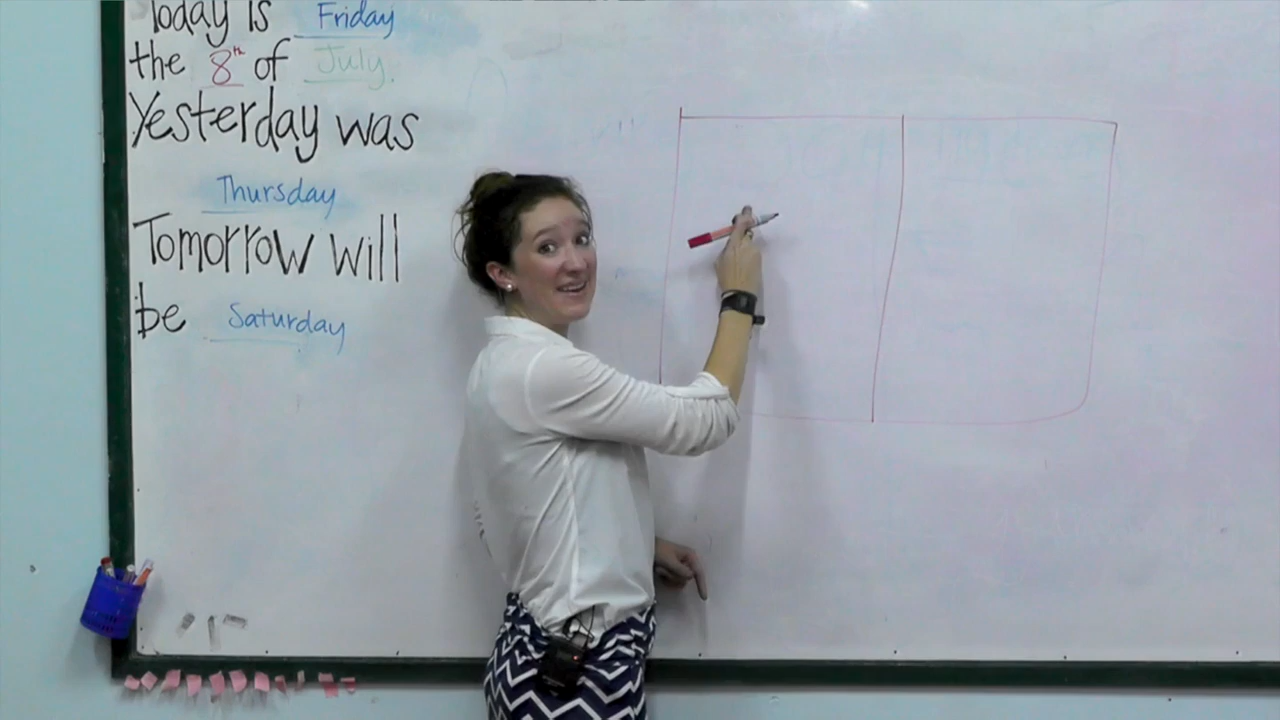 Today is Friday
the 8th of July.
Yesterday was
Thursday
Tomorrow will
be Saturday